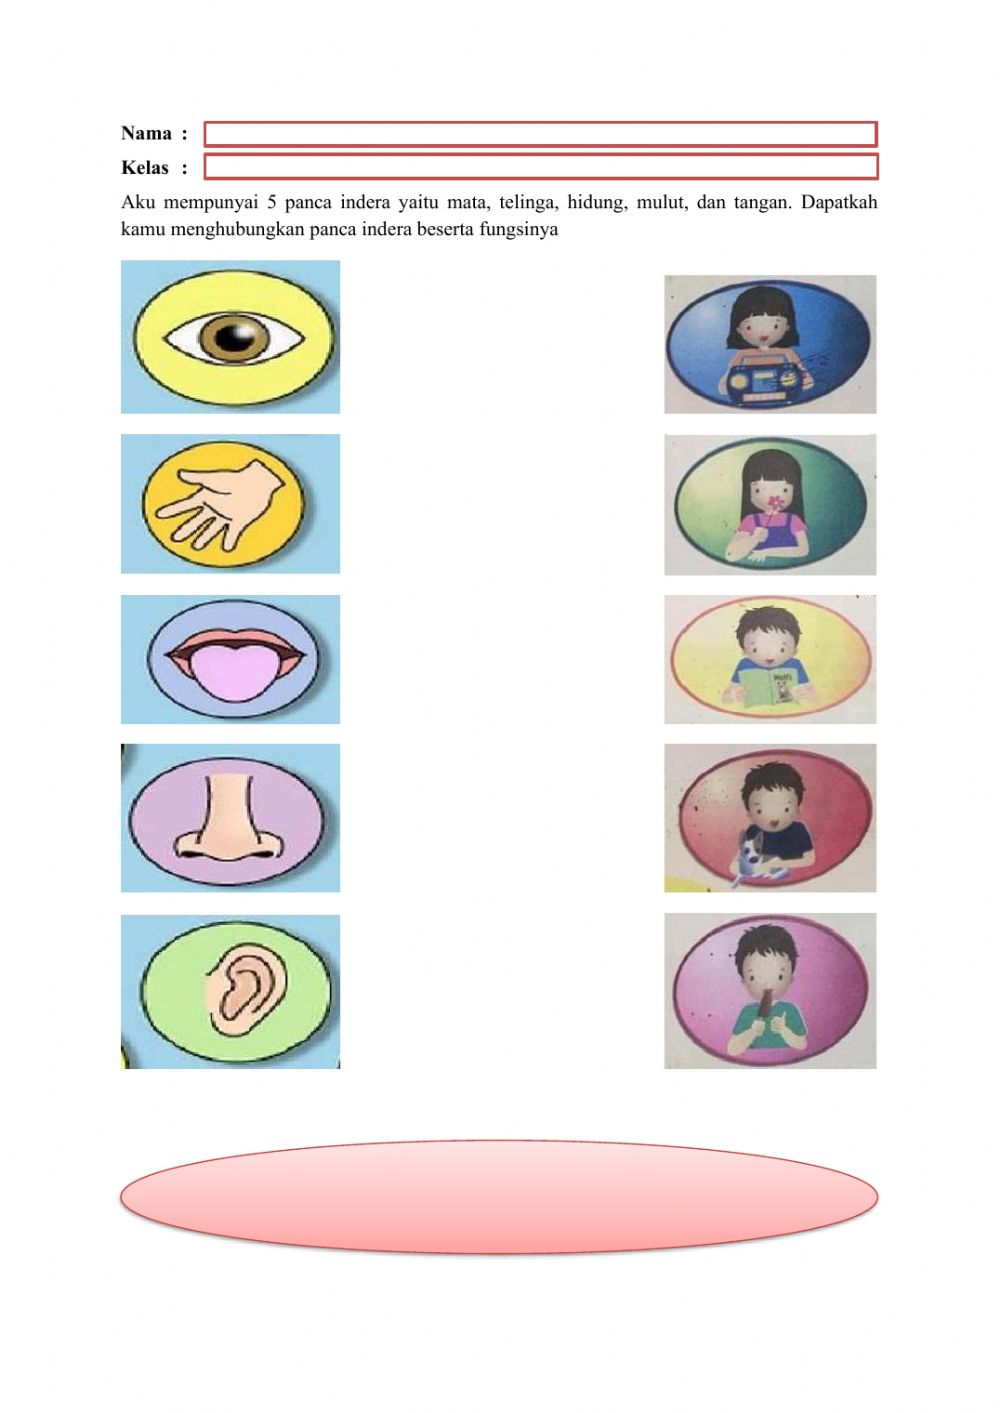 Nama :
Kelas :
Aku mempunyai 5 panca indera yaitu mata, telinga, hidung, mulut, dan tangan. Dapatkah
kamu menghubungkan panca indera beserta fungsinya